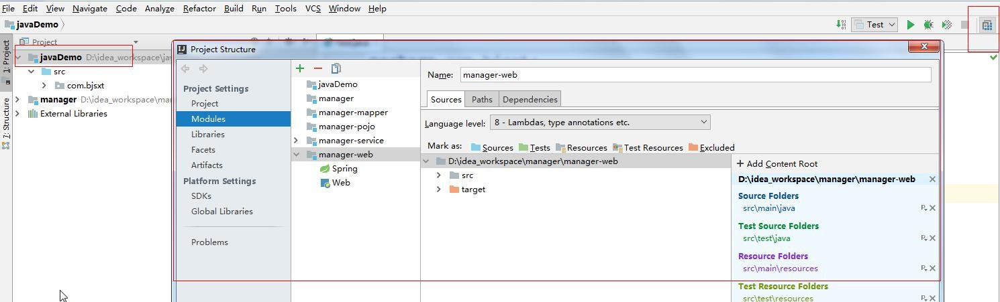 File Edit View Navigate Code Analyze Refactor Build Run Tools VCS Window Help
javaDemo
Test
Project
1: Project
7: Structure
javaDemo D:\idea_workspace\jav
src
com.bjsxt
manager D:\idea_workspace\ma
External Libraries
Project Structure
Project Settings
Project
Modules
Libraries
Facets
Artifacts
Platform Settings
SDKs
Global Libraries
Problems
javaDemo
manager
manager-mapper
manager-pojo
manager-service
manager-web
Spring
Web
Name: manager-web
Sources Paths Dependencies
Language level: 8 - Lambdas, type annotations etc.
Mark as: Sources Tests Resources Test Resources Excluded
D:\idea_workspace\manager\manager-web
src
target
+ Add Content Root
D:\idea_workspace\manager\manager-web
Source Folders
src\main\java
Test Source Folders
src\test\java
Resource Folders
src\main\resources
Test Resource Folders
src\test\resources